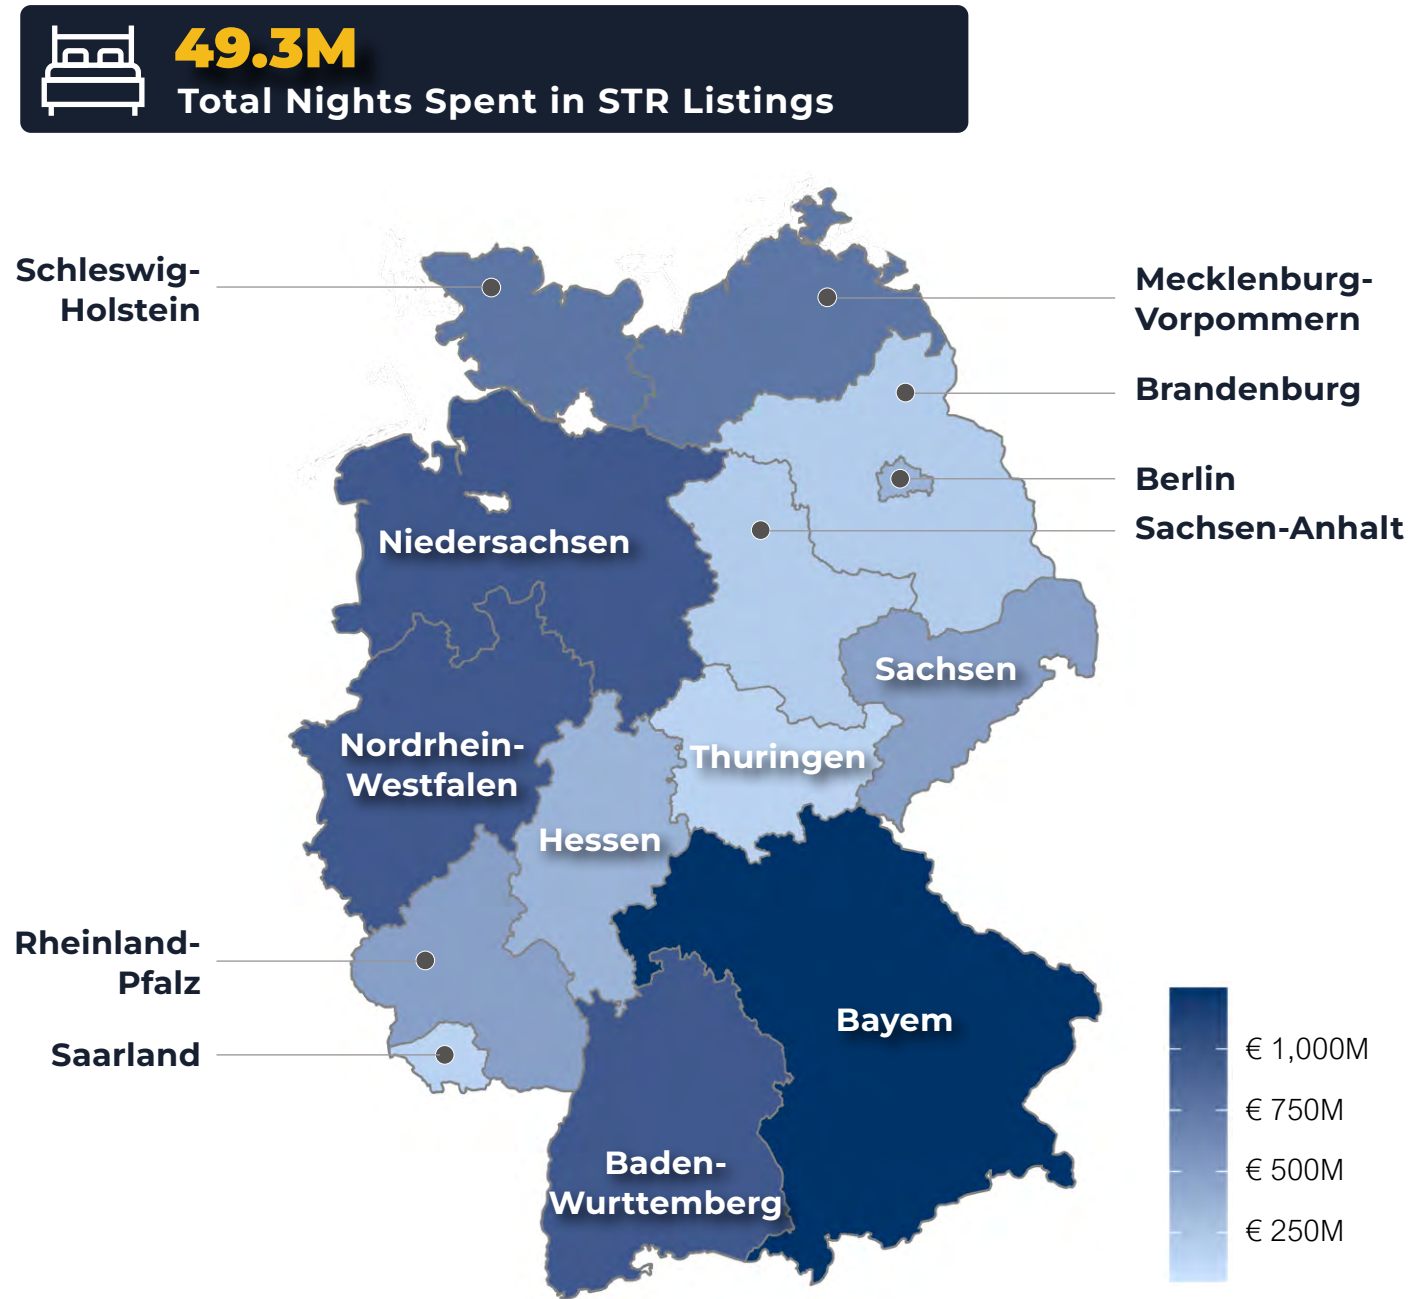 49.3M
Total Nights Spent in STR Listings
Schleswig-
Holstein
Mecklenburg-
Vorpommern
Brandenburg
Berlin
Sachsen-Anhalt
Niedersachsen
Sachsen
Nordrhein-
Westfalen
Thuringen
Hessen
Rheinland-
Pfalz
Bayem
Saarland
Baden-
Wurttemberg
€ 1,000M
€ 750M
€ 500M
€ 250M